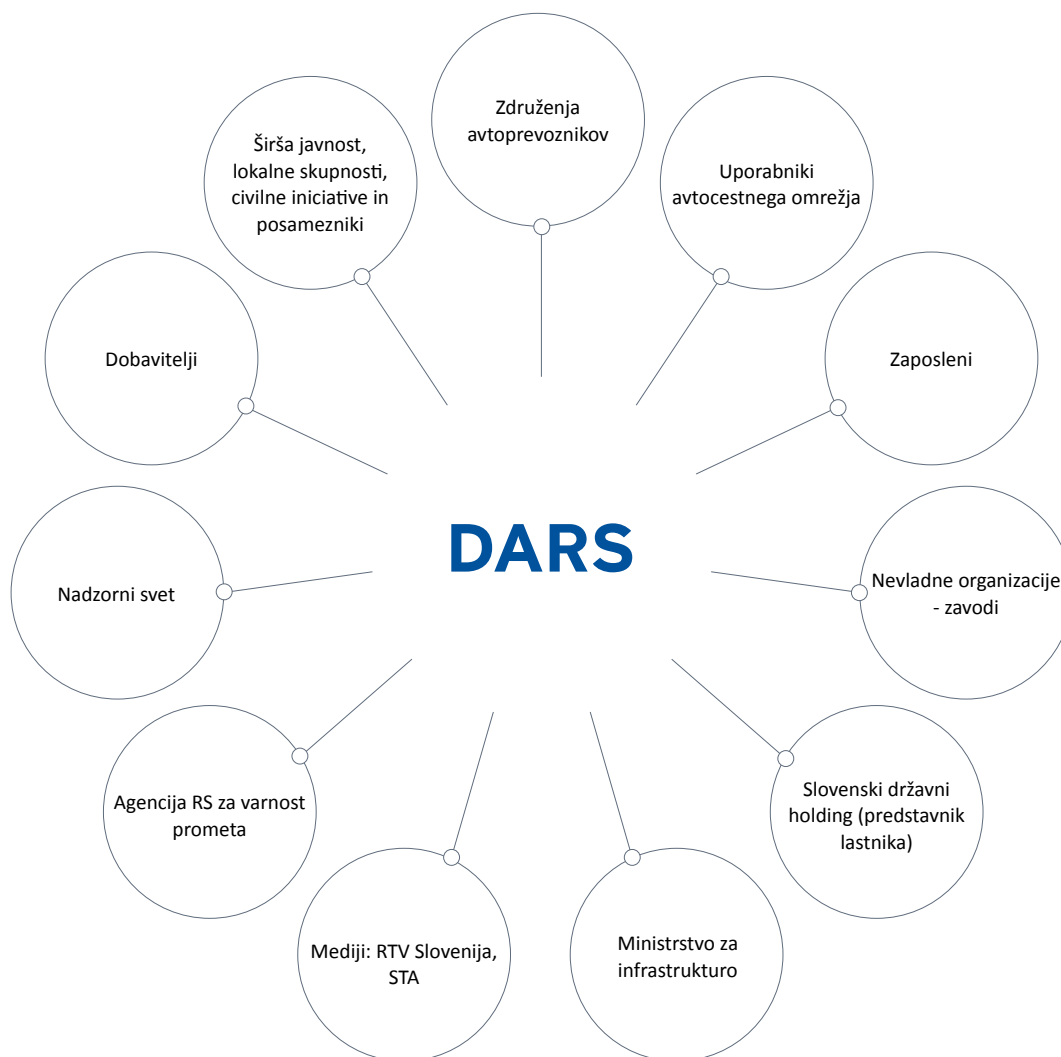 Združenja
avtoprevoznikov
Širša javnost,
lokalne skupnosti,
civilne iniciative in
posamezniki
Uporabniki
avtocestnega omrežja
Dobavitelji
Zaposleni
DARS
Nadzorni svet
Nevladne organizacije
- zavodi
Agencija RS za varnost
prometa
Slovenski državni
holding (predstavnik
lastnika)
Mediji: RTV Slovenija,
STA
Ministrstvo za
infrastrukturo